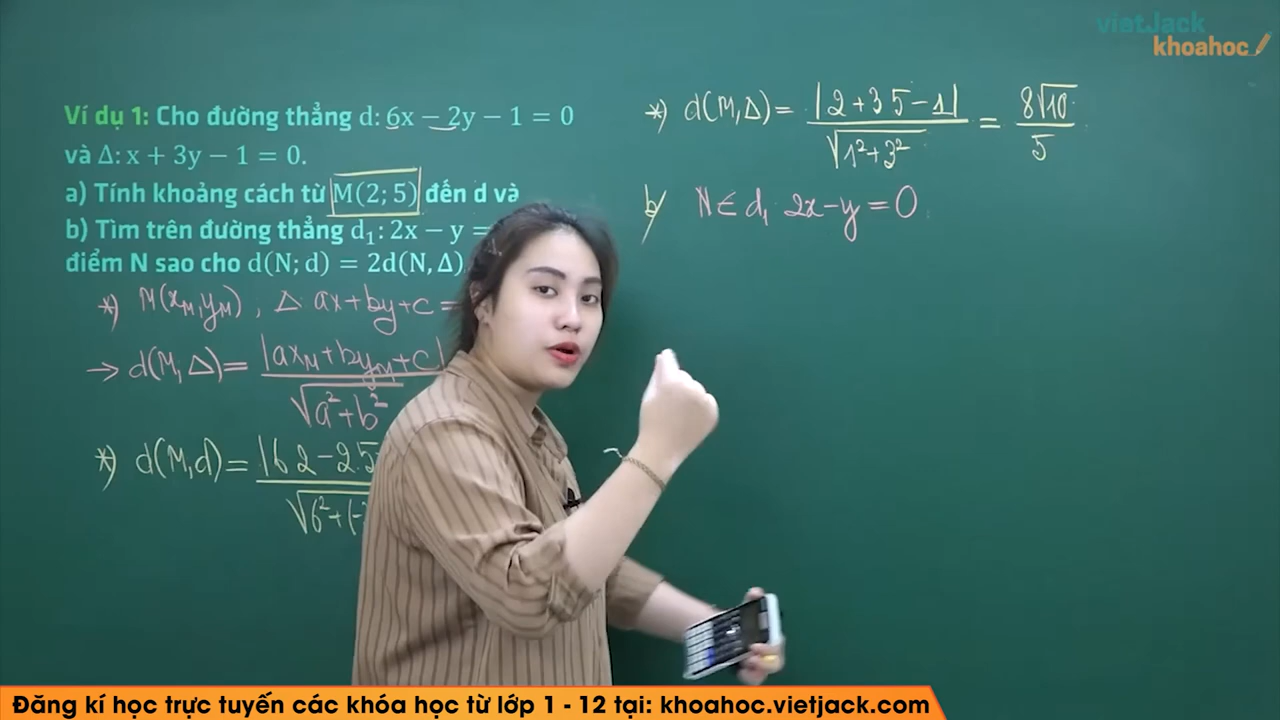 vietJack
khoahoc
Ví dụ 1: Cho đường thẳng d: 6x − 2y − 1 = 0
và Δ: x + 3y − 1 = 0.
a) Tính khoảng cách từ M(2; 5) đến d và
b) Tìm trên đường thẳng d₁: 2x − y =
điểm N sao cho d(N; d) = 2d(N, Δ)
*) M(x_M, y_M), Δ: ax+by+c =
→ d(M, Δ) = |ax_M + by_M + c| / √(a²+b²)
*) d(M,d) = |6.2 − 2.5 / √(6²+(-
*) d(M,Δ) = |2+3.5−1| / √(1²+3²) = 8√10 / 5
b/ N ∈ d₁ 2x−y = 0
Đăng kí học trực tuyến các khóa học từ lớp 1 - 12 tại: khoahoc.vietjack.com